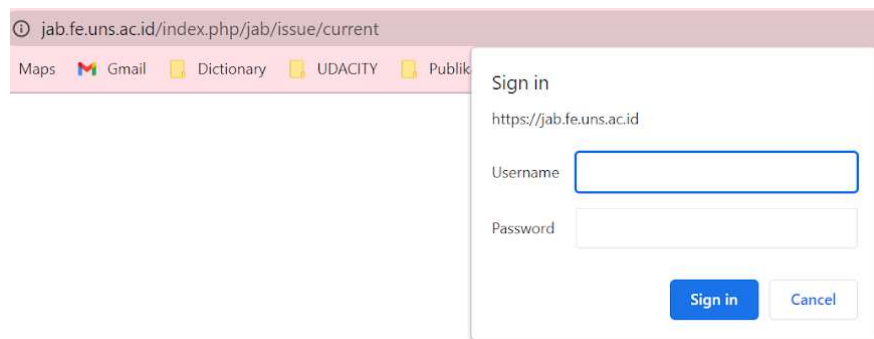 jab.fe.uns.ac.id/index.php/jab/issue/current
Maps Gmail Dictionary UDACITY Publik
Sign in
https://jab.fe.uns.ac.id
Username
Password
Sign in Cancel